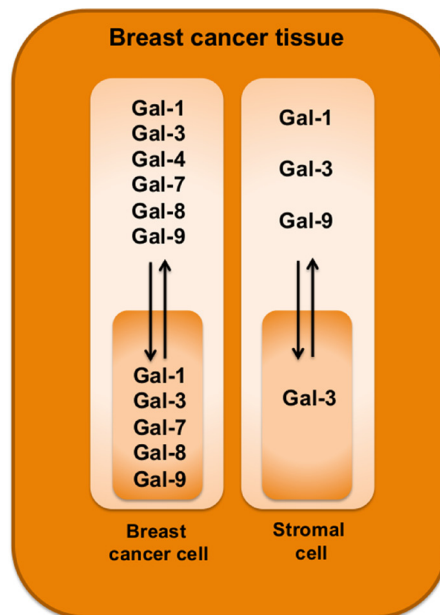 Breast cancer tissue
Gal-1
Gal-3
Gal-4
Gal-7
Gal-8
Gal-9
Gal-1
Gal-3
Gal-7
Gal-8
Gal-9
Breast
cancer cell
Gal-1
Gal-3
Gal-9
Gal-3
Stromal
cell